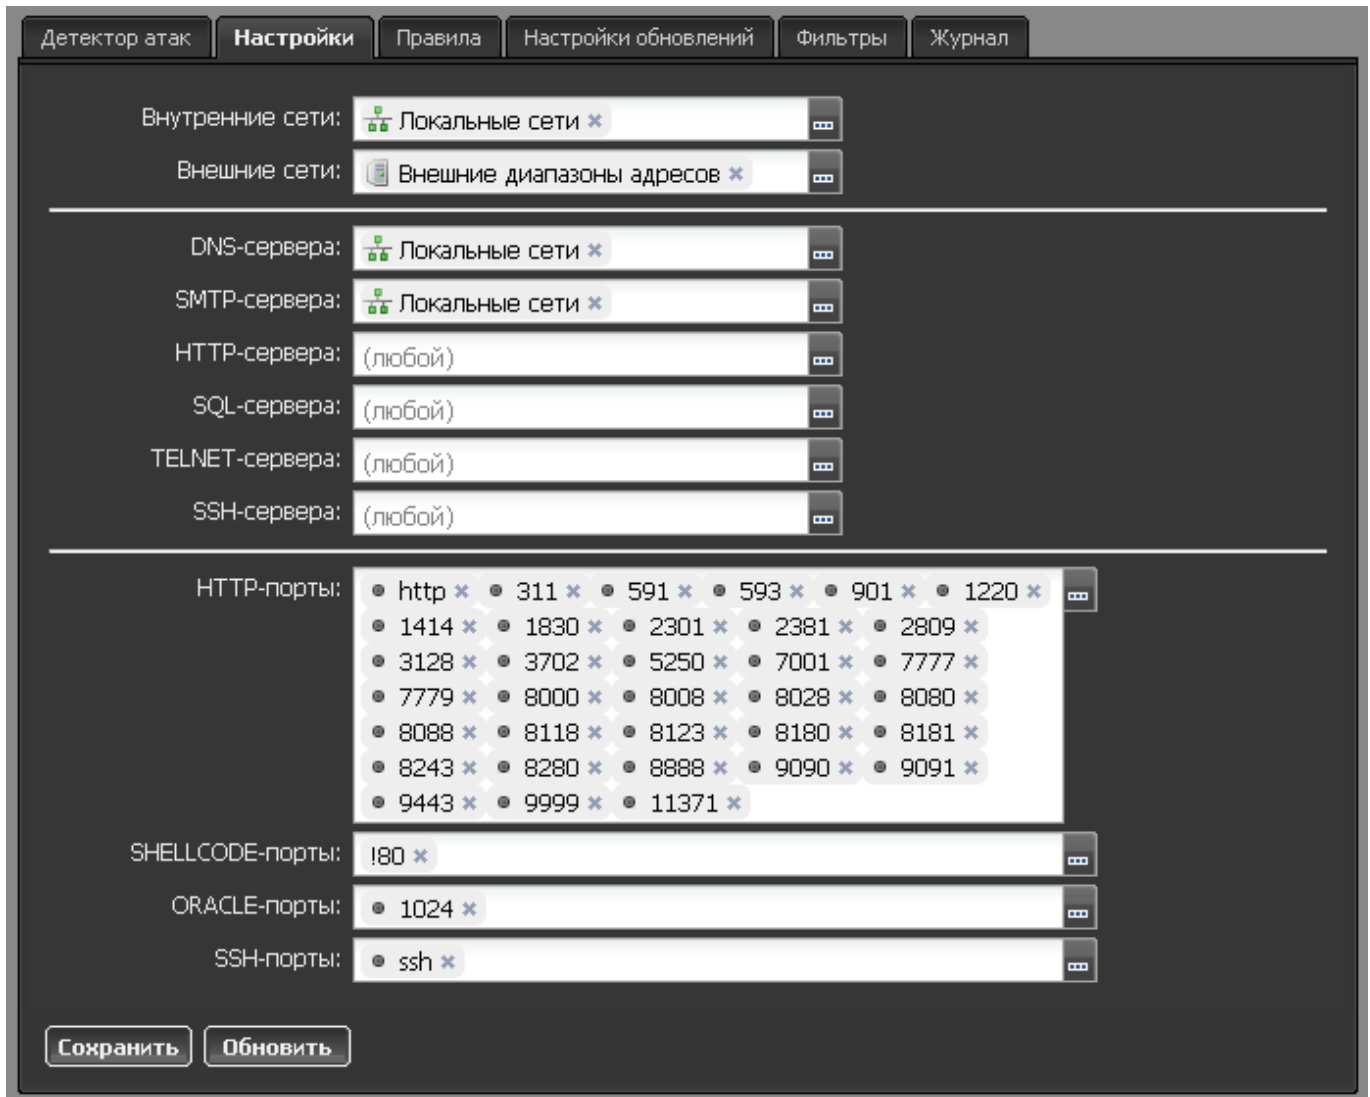 Детектор атак Настройки Правила Настройки обновлений Фильтры Журнал
Внутренние сети: Локальные сети
Внешние сети: Внешние диапазоны адресов
DNS-сервера: Локальные сети
SMTP-сервера: Локальные сети
HTTP-сервера: (любой)
SQL-сервера: (любой)
TELNET-сервера: (любой)
SSH-сервера: (любой)
HTTP-порты: http 311 591 593 901 1220
1414 1830 2301 2381 2809
3128 3702 5250 7001 7777
7779 8000 8008 8028 8080
8088 8118 8123 8180 8181
8243 8280 8888 9090 9091
9443 9999 11371
SHELLCODE-порты: !80
ORACLE-порты: 1024
SSH-порты: ssh
Сохранить Обновить